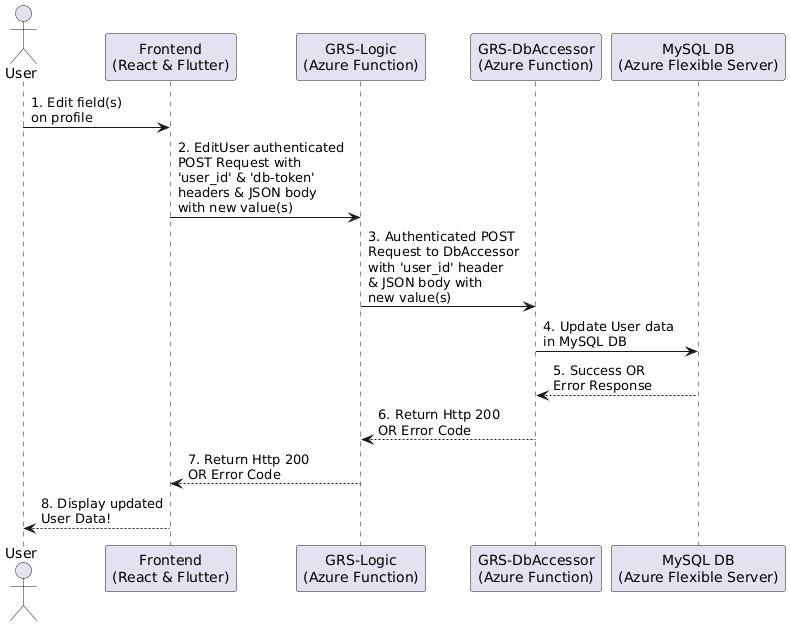 User
Frontend
(React & Flutter)
GRS-Logic
(Azure Function)
GRS-DbAccessor
(Azure Function)
MySQL DB
(Azure Flexible Server)
1. Edit field(s)
on profile
2. EditUser authenticated
POST Request with
'user_id' & 'db-token'
headers & JSON body
with new value(s)
3. Authenticated POST
Request to DbAccessor
with 'user_id' header
& JSON body with
new value(s)
4. Update User data
in MySQL DB
5. Success OR
Error Response
6. Return Http 200
OR Error Code
7. Return Http 200
OR Error Code
8. Display updated
User Data!
User
Frontend
(React & Flutter)
GRS-Logic
(Azure Function)
GRS-DbAccessor
(Azure Function)
MySQL DB
(Azure Flexible Server)